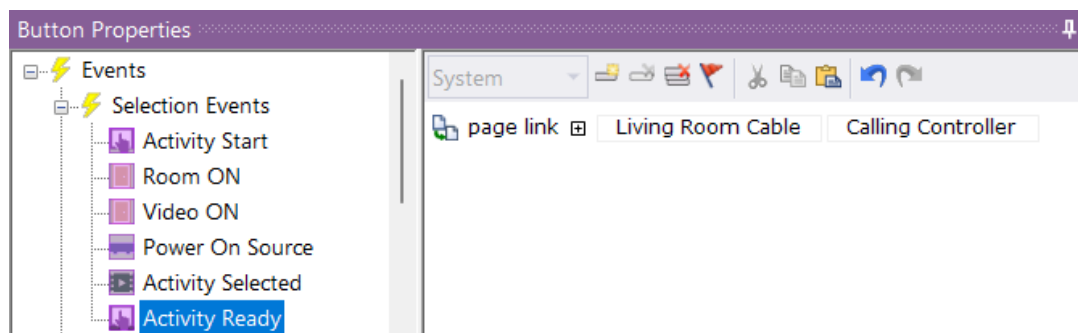 Button Properties
Events
Selection Events
Activity Start
Room ON
Video ON
Power On Source
Activity Selected
Activity Ready
System
page link Living Room Cable Calling Controller